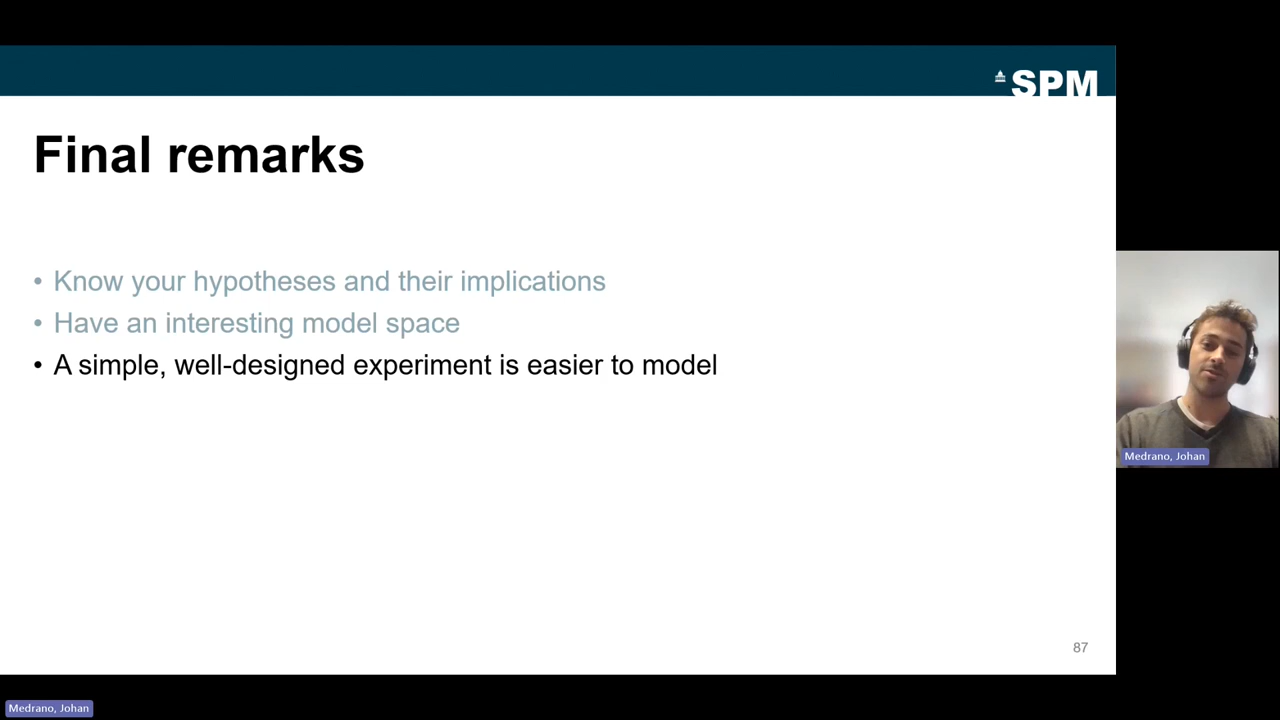 SPM
Final remarks
• Know your hypotheses and their implications
• Have an interesting model space
• A simple, well-designed experiment is easier to model
Medrano, Johan
87
Medrano, Johan